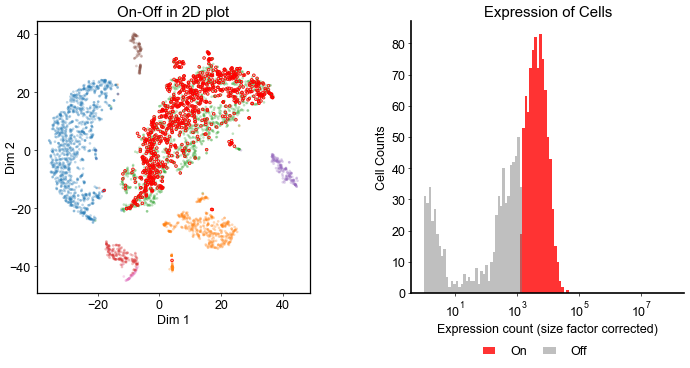 On-Off in 2D plot
40
20
0
−20
−40
Dim 2
−20
0
20
40
Dim 1
Expression of Cells
80
70
60
50
40
30
20
10
0
Cell Counts
10^1
10^3
10^5
10^7
Expression count (size factor corrected)
On
Off